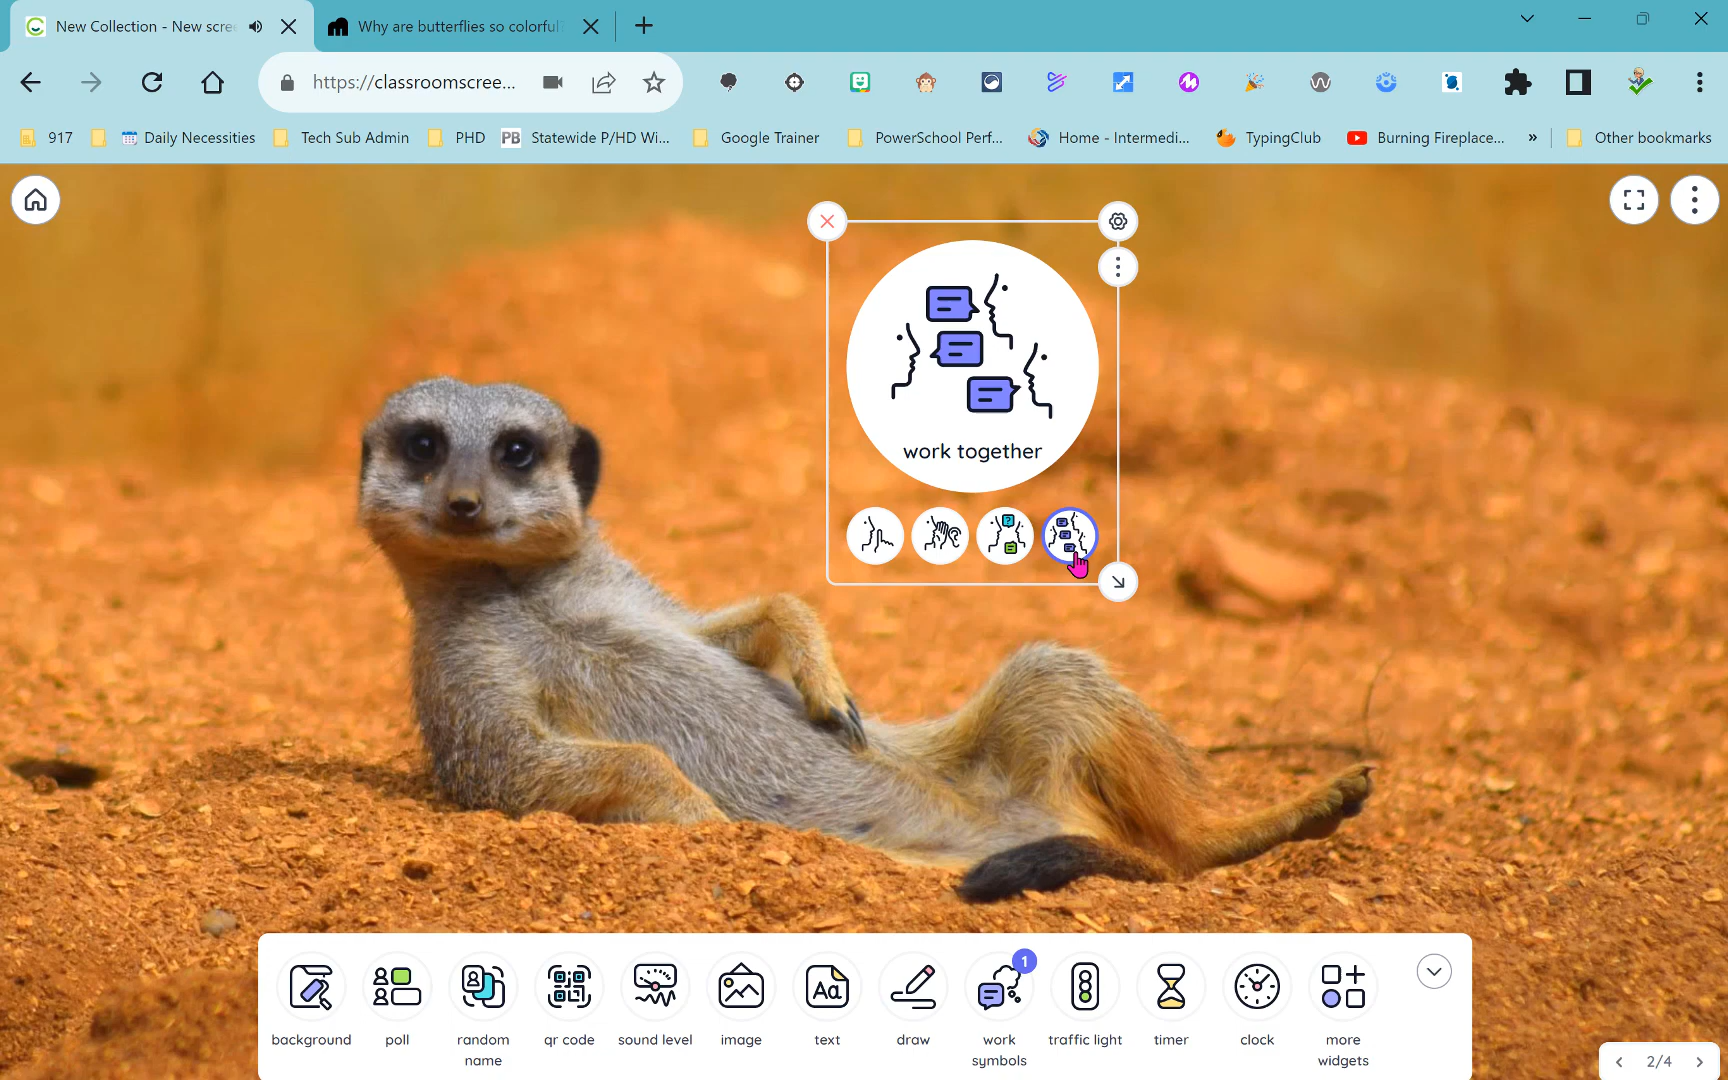 New Collection - New scre
Why are butterflies so colorful
https://classroomscree...
917
Daily Necessities
Tech Sub Admin
PHD
PB Statewide P/HD Wi...
Google Trainer
PowerSchool Perf...
Home - Intermedi...
TypingClub
Burning Fireplace...
»
Other bookmarks
work together
1
Aa
background
poll
random
name
qr code
sound level
image
text
draw
work
symbols
traffic light
timer
clock
more
widgets
2/4